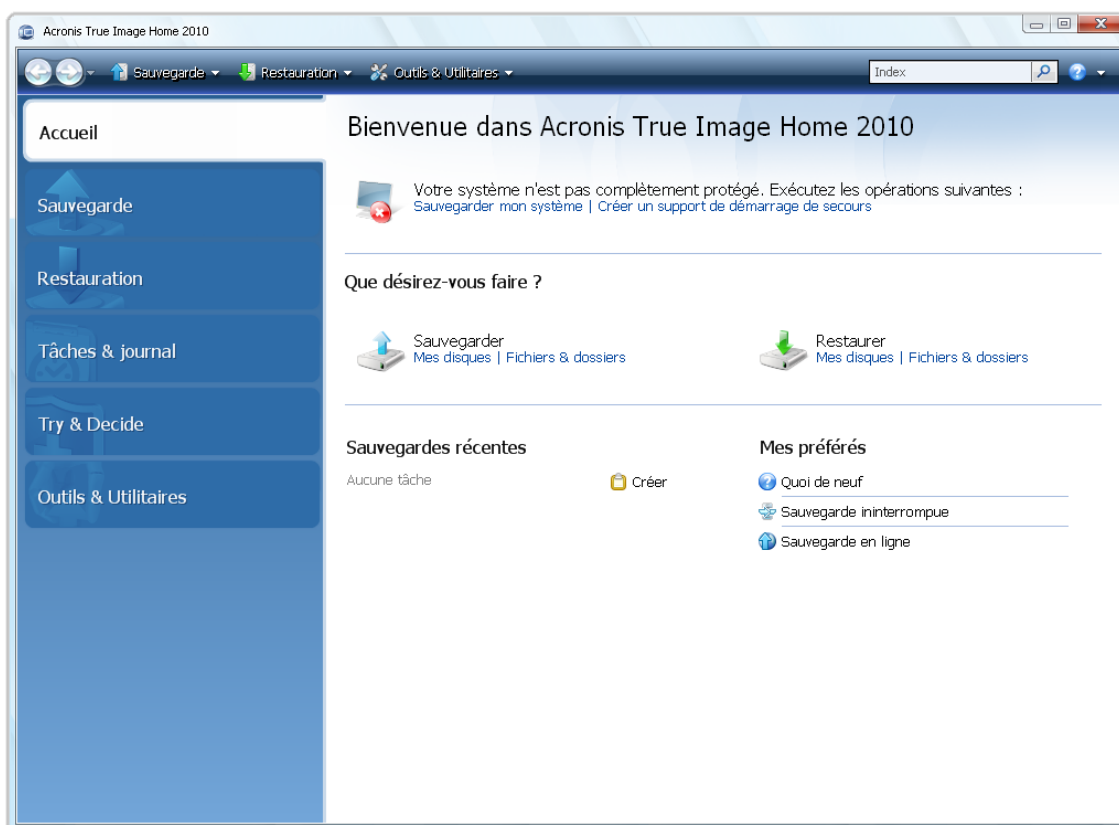 Acronis True Image Home 2010
Sauvegarde
Restauration
Outils & Utilitaires
Index
Accueil
Sauvegarde
Restauration
Tâches & journal
Try & Decide
Outils & Utilitaires
Bienvenue dans Acronis True Image Home 2010
Votre système n'est pas complètement protégé. Exécutez les opérations suivantes :
Sauvegarder mon système | Créer un support de démarrage de secours
Que désirez-vous faire ?
Sauvegarder
Mes disques | Fichiers & dossiers
Restaurer
Mes disques | Fichiers & dossiers
Sauvegardes récentes
Aucune tâche
Créer
Mes préférés
Quoi de neuf
Sauvegarde ininterrompue
Sauvegarde en ligne